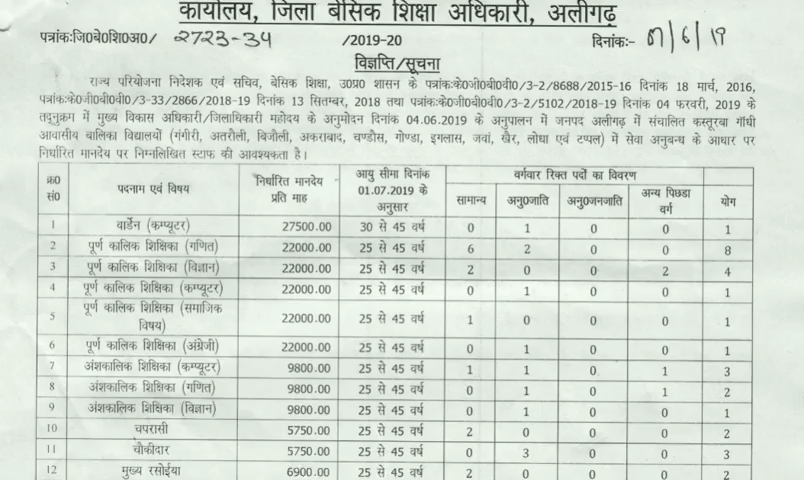 कार्यालय, जिला बेसिक शिक्षा अधिकारी, अलीगढ़
पत्रांकःजि0बे0शि0अ0/ 2723-34 /2019-20 दिनांकः- 07/6/19
विज्ञप्ति/सूचना
राज्य परियोजना निदेशक एवं सचिव, बेसिक शिक्षा, उ0प्र0 शासन के पत्रांकःके0जी0बी0वी0/3-2/8688/2015-16 दिनांक 18 मार्च, 2016,
पत्रांकःके0जी0बी0वी0/3-33/2866/2018-19 दिनांक 13 सितम्बर, 2018 तथा पत्रांकःके0जी0बी0वी0/3-2/5102/2018-19 दिनांक 04 फरवरी, 2019 के
तद्नुक्रम में मुख्य विकास अधिकारी/जिलाधिकारी महोदय के अनुमोदन दिनांक 04.06.2019 के अनुपालन में जनपद अलीगढ़ में संचालित कस्तूरबा गाँधी
आवासीय बालिका विद्यालयों (गंगीरी, अतरौली, बिजौली, अकराबाद, चण्डौस, गोण्डा, इगलास, जवां, खैर, लोधा एवं टप्पल) में सेवा अनुबन्ध के आधार पर
निर्धारित मानदेय पर निम्नलिखित स्टाफ की आवश्यकता है।
क्र0 सं0 पदनाम एवं विषय निर्धारित मानदेय प्रति माह आयु सीमा दिनांक 01.07.2019 के अनुसार वर्गवार रिक्त पदों का विवरण
सामान्य अनु0जाति अनु0जनजाति अन्य पिछडा वर्ग योग
1 वार्डेन (कम्प्यूटर) 27500.00 30 से 45 वर्ष 0 1 0 0 1
2 पूर्ण कालिक शिक्षिका (गणित) 22000.00 25 से 45 वर्ष 6 2 0 0 8
3 पूर्ण कालिक शिक्षिका (विज्ञान) 22000.00 25 से 45 वर्ष 2 0 0 2 4
4 पूर्ण कालिक शिक्षिका (कम्प्यूटर) 22000.00 25 से 45 वर्ष 0 1 0 0 1
5 पूर्ण कालिक शिक्षिका (समाजिक विषय) 22000.00 25 से 45 वर्ष 1 0 0 0 1
6 पूर्ण कालिक शिक्षिका (अंग्रेजी) 22000.00 25 से 45 वर्ष 0 1 0 0 1
7 अंशकालिक शिक्षिका (कम्प्यूटर) 9800.00 25 से 45 वर्ष 1 1 0 1 3
8 अंशकालिक शिक्षिका (गणित) 9800.00 25 से 45 वर्ष 0 1 0 1 2
9 अंशकालिक शिक्षिका (विज्ञान) 9800.00 25 से 45 वर्ष 0 1 0 0 1
10 चपरासी 5750.00 25 से 45 वर्ष 2 0 0 0 2
11 चौकीदार 5750.00 25 से 45 वर्ष 0 3 0 0 3
12 मुख्य रसोईया 6900.00 25 से 45 वर्ष 2 0 0 0 2